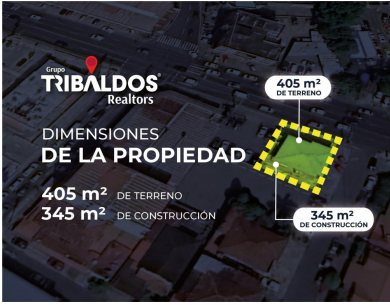 Grupo
TRIBALDOS®
Realtors
DIMENSIONES
DE LA PROPIEDAD
405 m² DE TERRENO
345 m² DE CONSTRUCCIÓN
405 m²
DE TERRENO
345 m²
DE CONSTRUCCIÓN